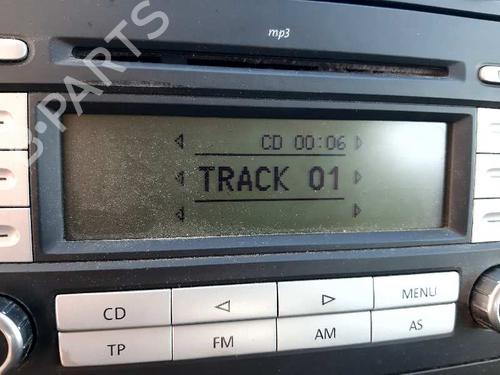 B-PARTS
mp3
CD 00:06
TRACK 01
CD
MENU
TP
FM
AM
AS